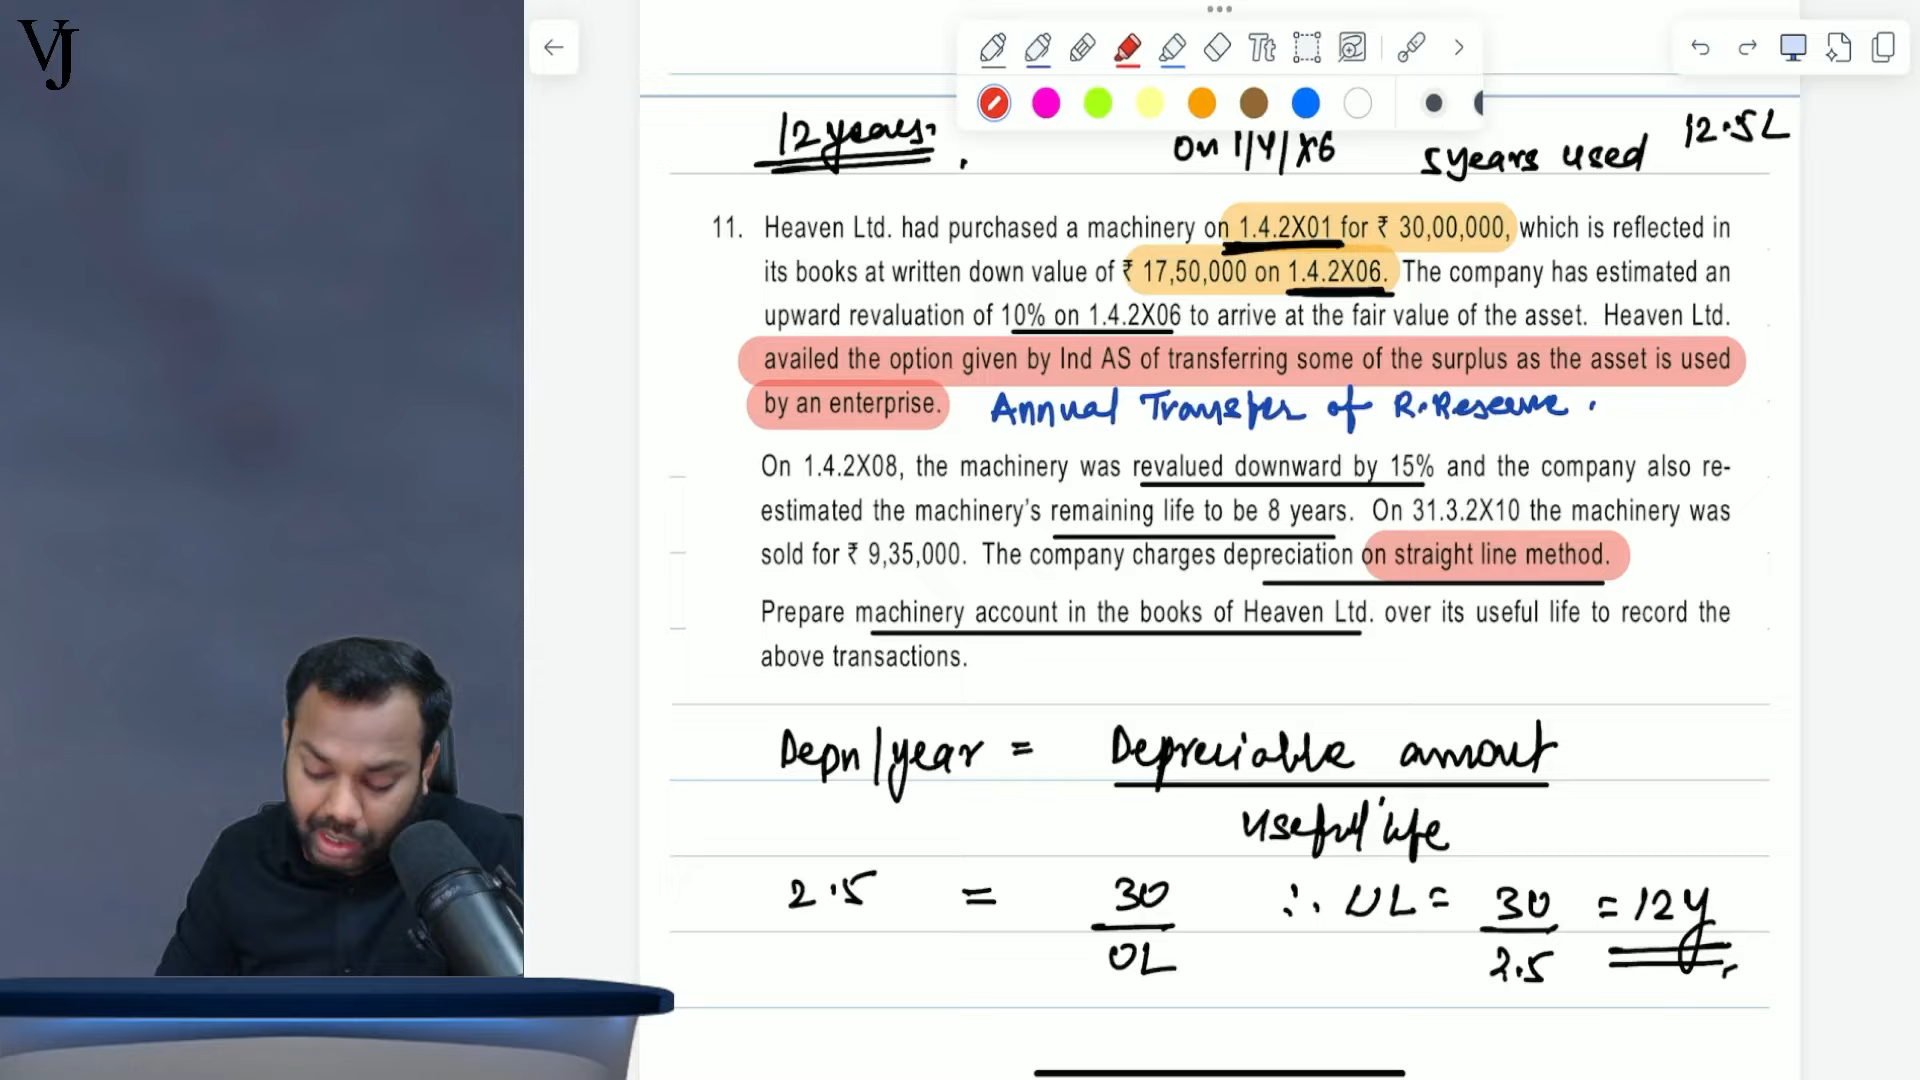 VJ
Tt
12 years.
On 1/4/X6
5 years used
12.5L
11. Heaven Ltd. had purchased a machinery on 1.4.2X01 for ₹ 30,00,000, which is reflected in
its books at written down value of ₹ 17,50,000 on 1.4.2X06. The company has estimated an
upward revaluation of 10% on 1.4.2X06 to arrive at the fair value of the asset. Heaven Ltd.
availed the option given by Ind AS of transferring some of the surplus as the asset is used
by an enterprise. Annual Transfer of R.Reserve.
On 1.4.2X08, the machinery was revalued downward by 15% and the company also re-
estimated the machinery's remaining life to be 8 years. On 31.3.2X10 the machinery was
sold for ₹ 9,35,000. The company charges depreciation on straight line method.
Prepare machinery account in the books of Heaven Ltd. over its useful life to record the
above transactions.
Depn/year = Depreciable amout
useful life
2.5 = 30 ∴ UL = 30 = 12y
UL 2.5